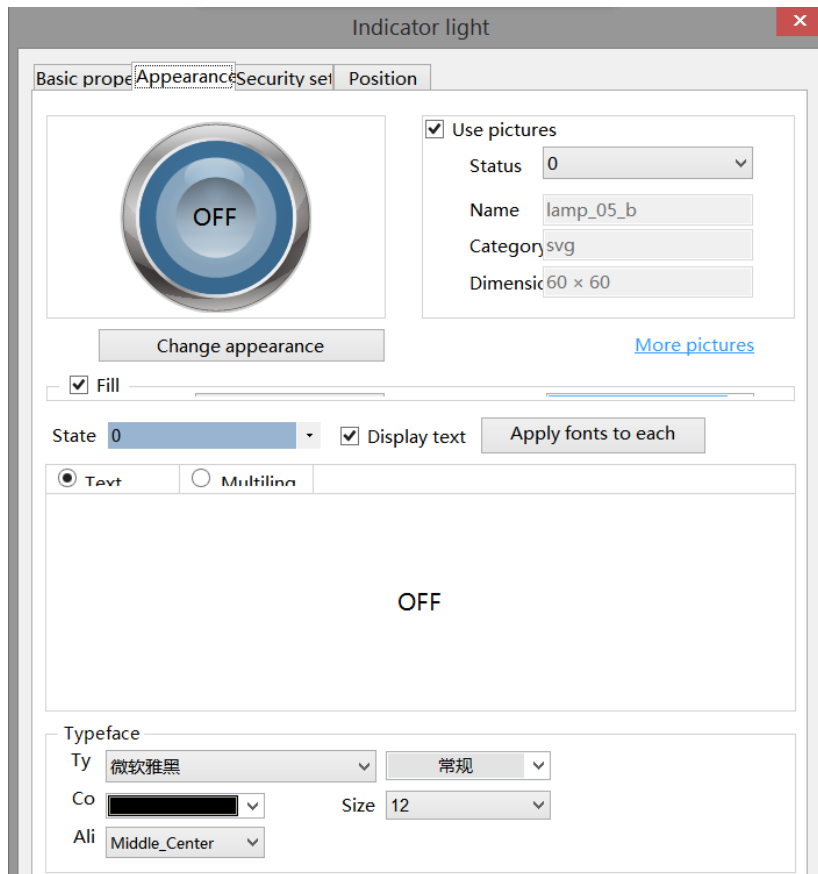 Indicator light
Basic prope Appearance Security set Position
OFF
Use pictures
Status 0
Name lamp_05_b
Category svg
Dimensic 60 × 60
Change appearance
More pictures
Fill
State 0 Display text Apply fonts to each
Text Multiling
OFF
Typeface
Ty 微软雅黑 常规
Co Size 12
Ali Middle_Center